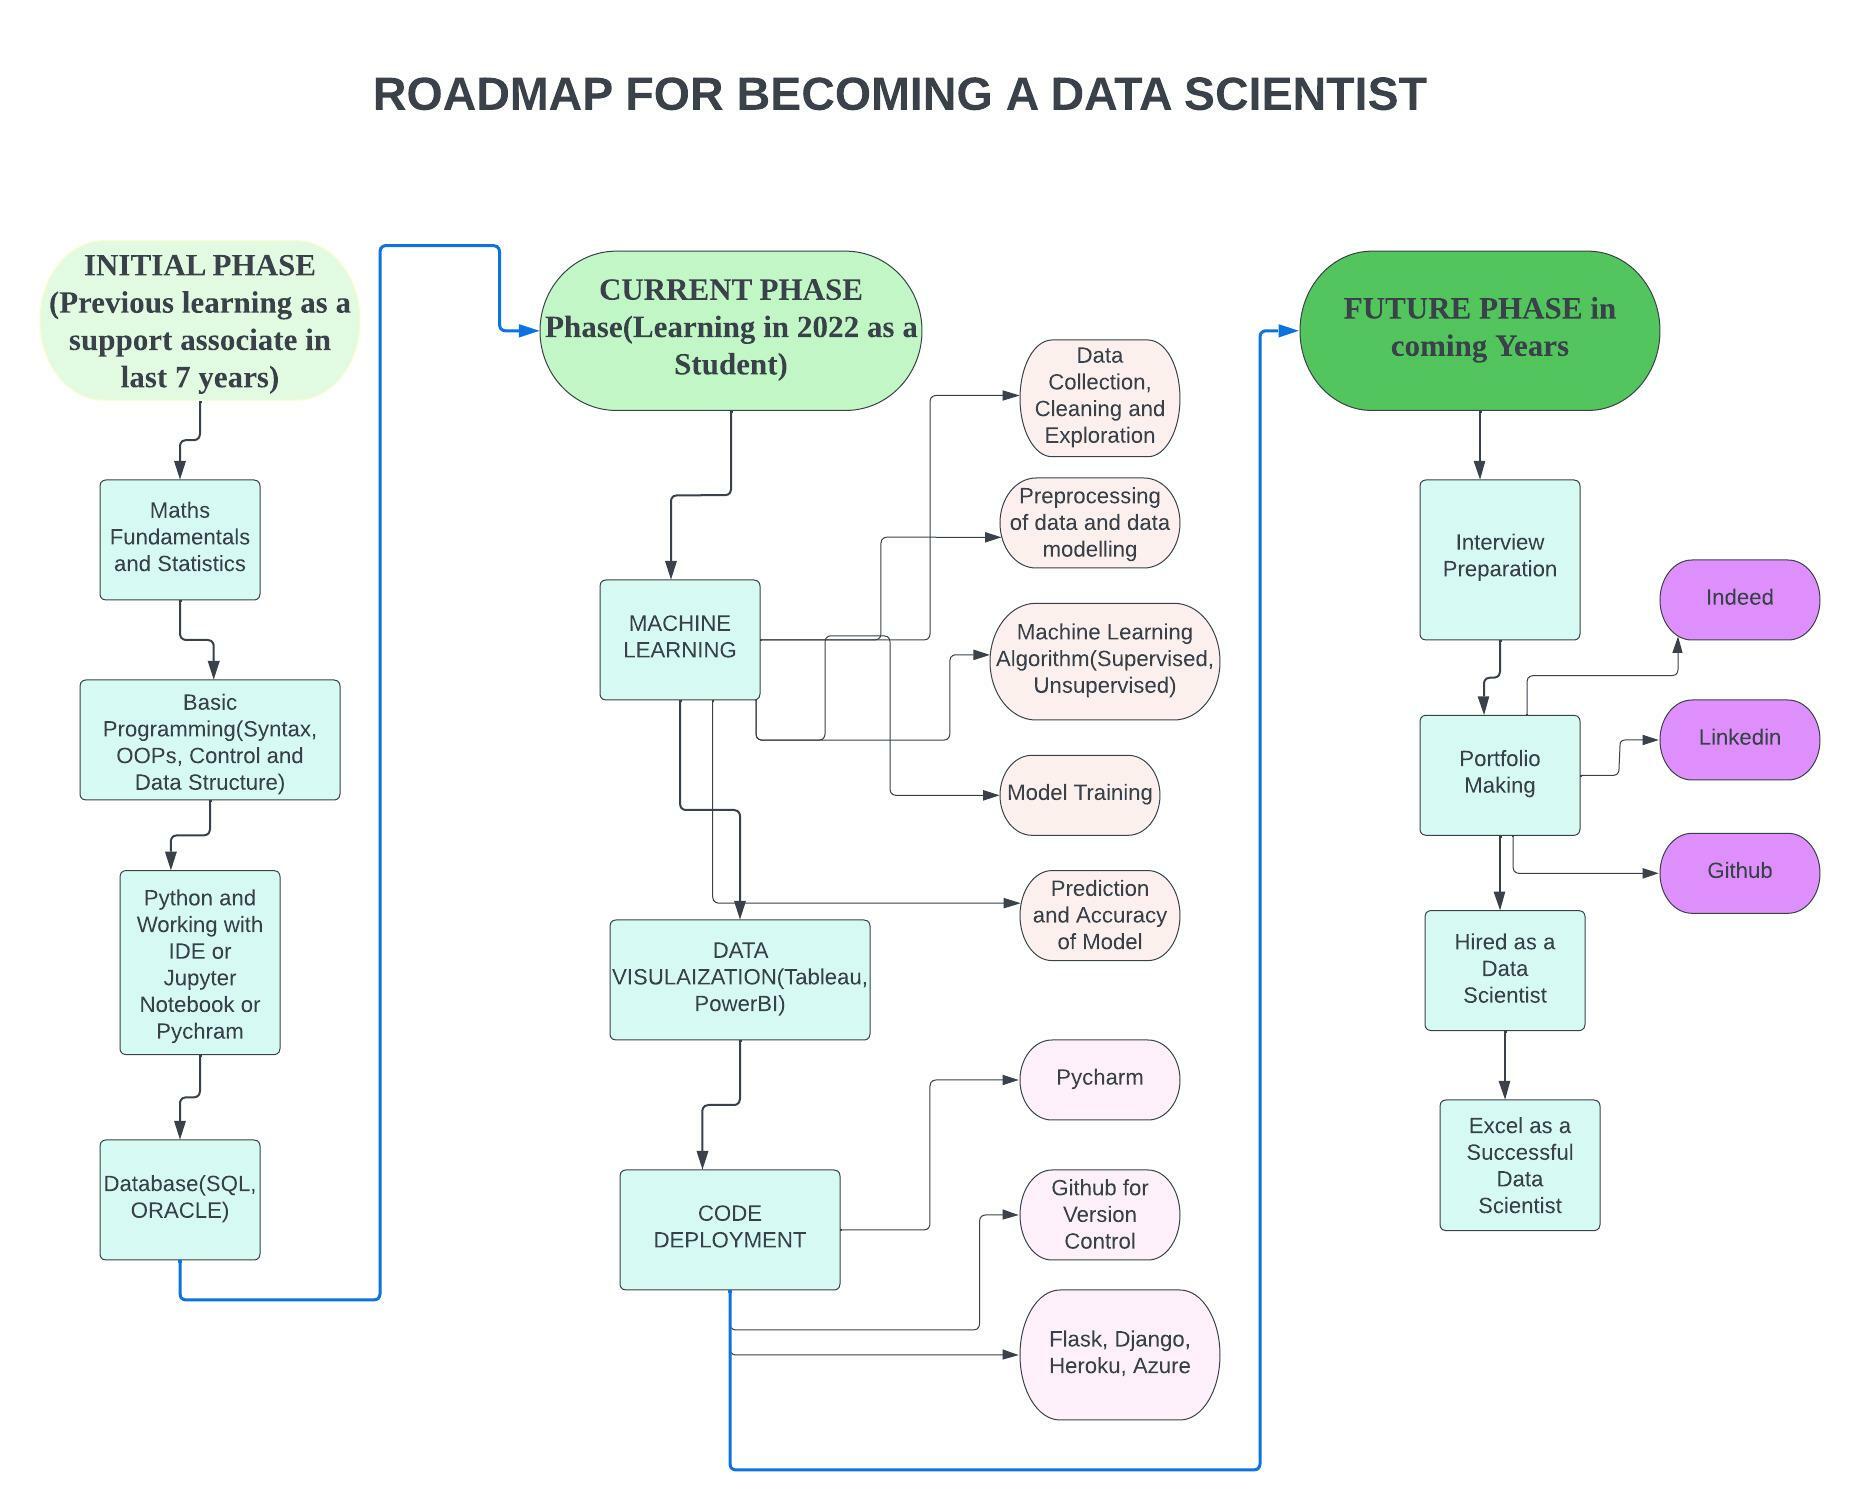 ROADMAP FOR BECOMING A DATA SCIENTIST
INITIAL PHASE
(Previous learning as a
support associate in
last 7 years)
Maths
Fundamentals
and Statistics
Basic
Programming(Syntax,
OOPs, Control and
Data Structure)
Python and
Working with
IDE or
Jupyter
Notebook or
Pychram
Database(SQL,
ORACLE)
CURRENT PHASE
Phase(Learning in 2022 as a
Student)
MACHINE
LEARNING
Data
Collection,
Cleaning and
Exploration
Preprocessing
of data and data
modelling
Machine Learning
Algorithm(Supervised,
Unsupervised)
Model Training
Prediction
and Accuracy
of Model
DATA
VISULAIZATION(Tableau,
PowerBI)
CODE
DEPLOYMENT
Pycharm
Github for
Version
Control
Flask, Django,
Heroku, Azure
FUTURE PHASE in
coming Years
Interview
Preparation
Portfolio
Making
Indeed
Linkedin
Github
Hired as a
Data
Scientist
Excel as a
Successful
Data
Scientist